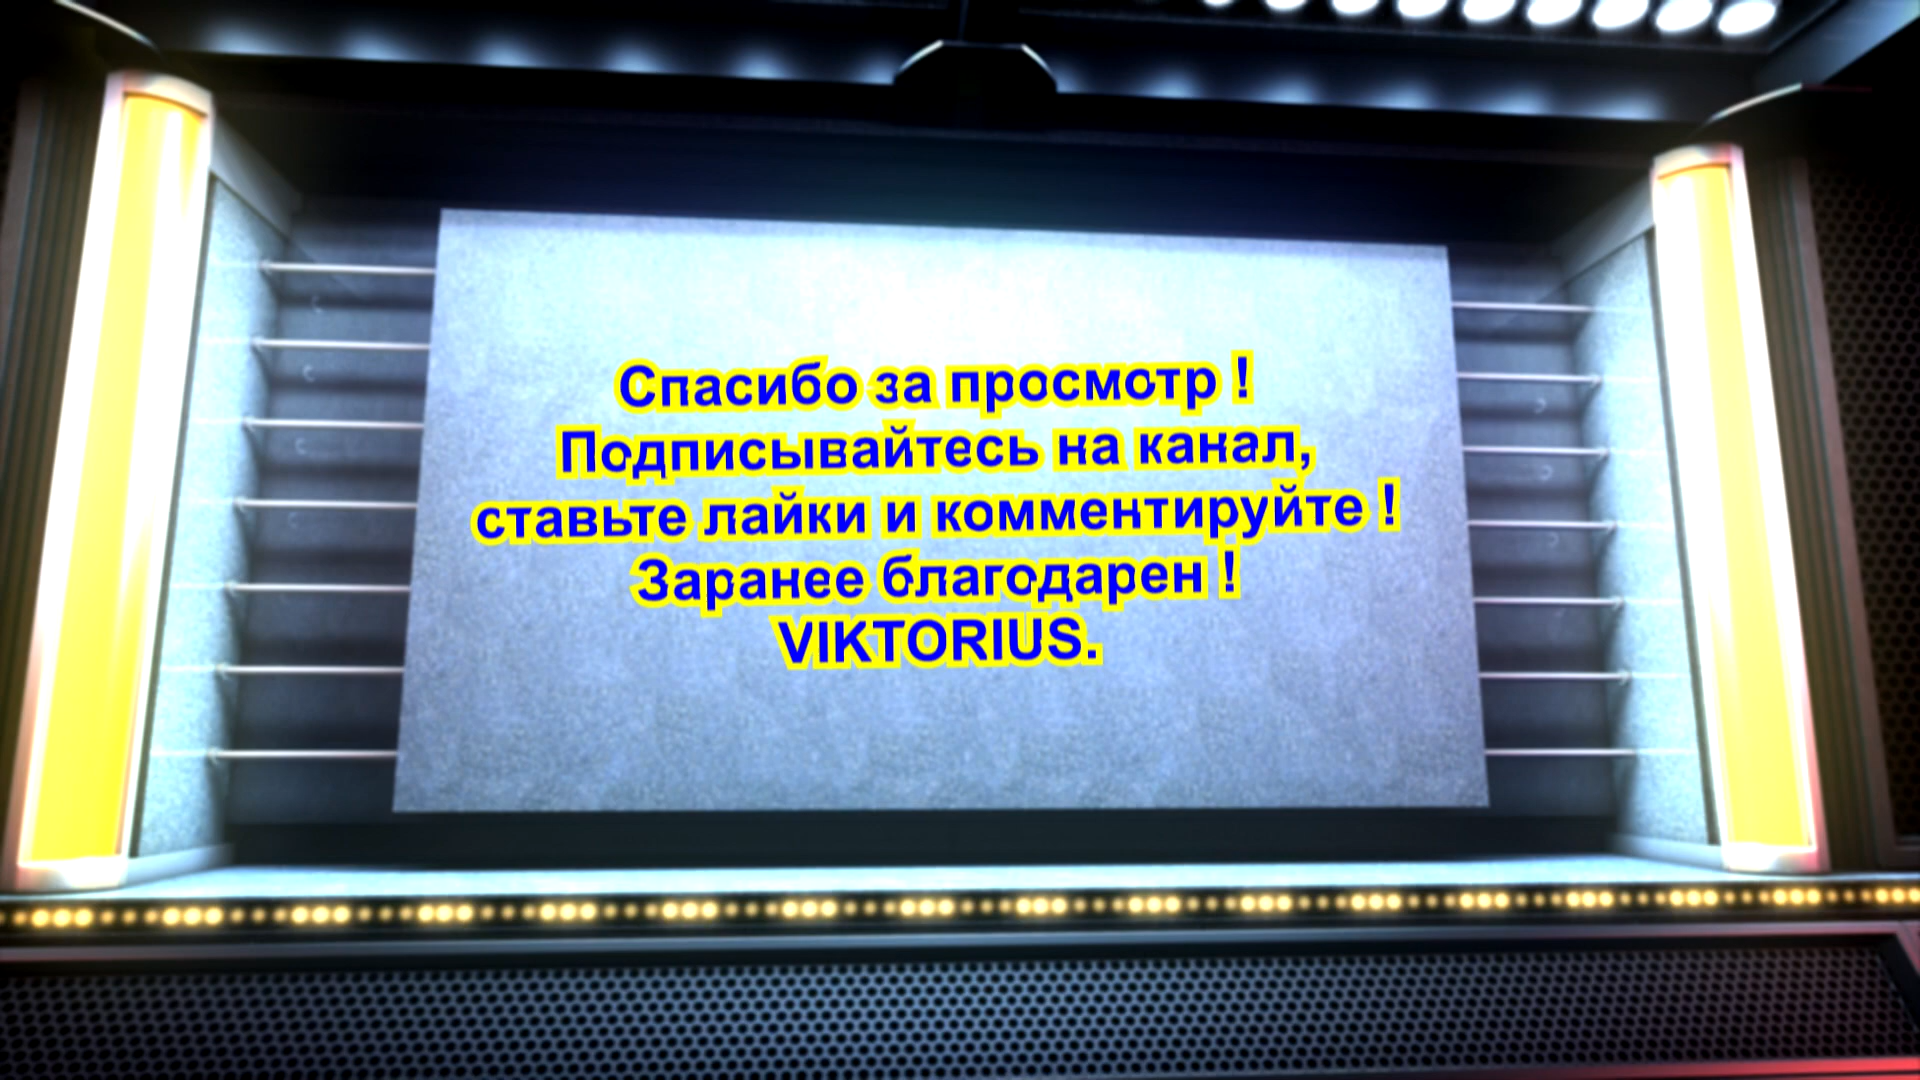 Спасибо за просмотр !
Подписывайтесь на канал,
ставьте лайки и комментируйте !
Заранее благодарен !
VIKTORIUS.